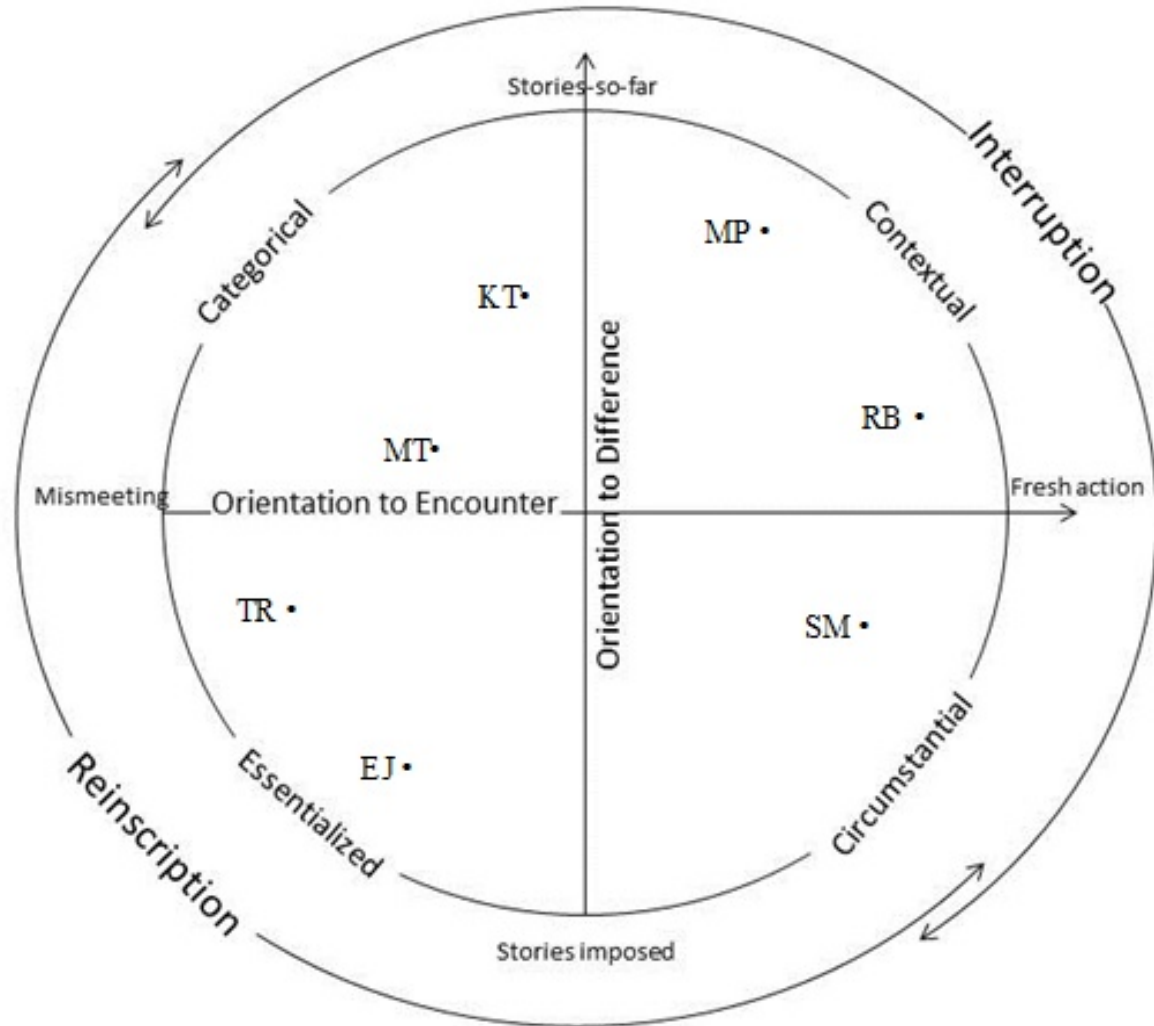 Stories-so-far
Interruption
Categorical
Contextual
MP
KT
Orientation to Difference
RB
MT
Mismeeting
Orientation to Encounter
Fresh action
TR
SM
Essentialized
EJ
Circumstantial
Reinscription
Stories imposed